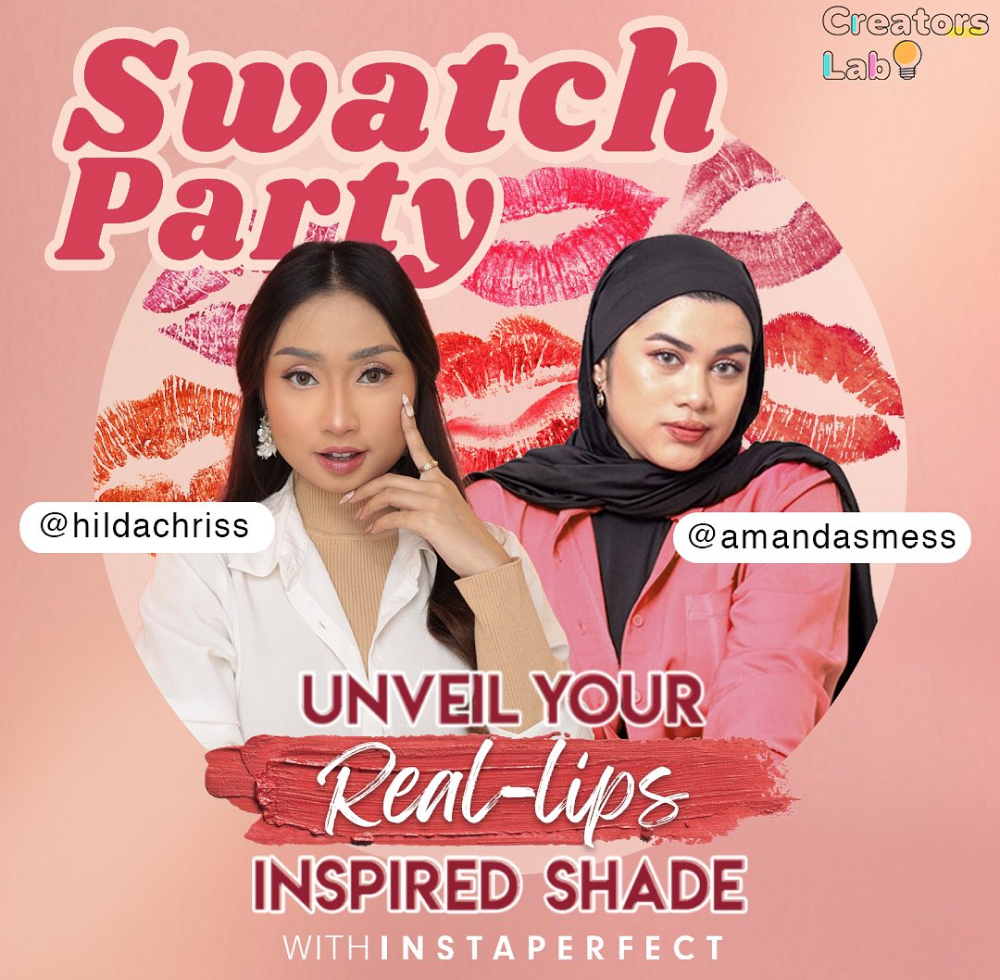 Creators
Lab
Swatch
Party
@hildachriss
@amandasmess
UNVEIL YOUR
Real-lips
INSPIRED SHADE
WITH INSTAPERFECT